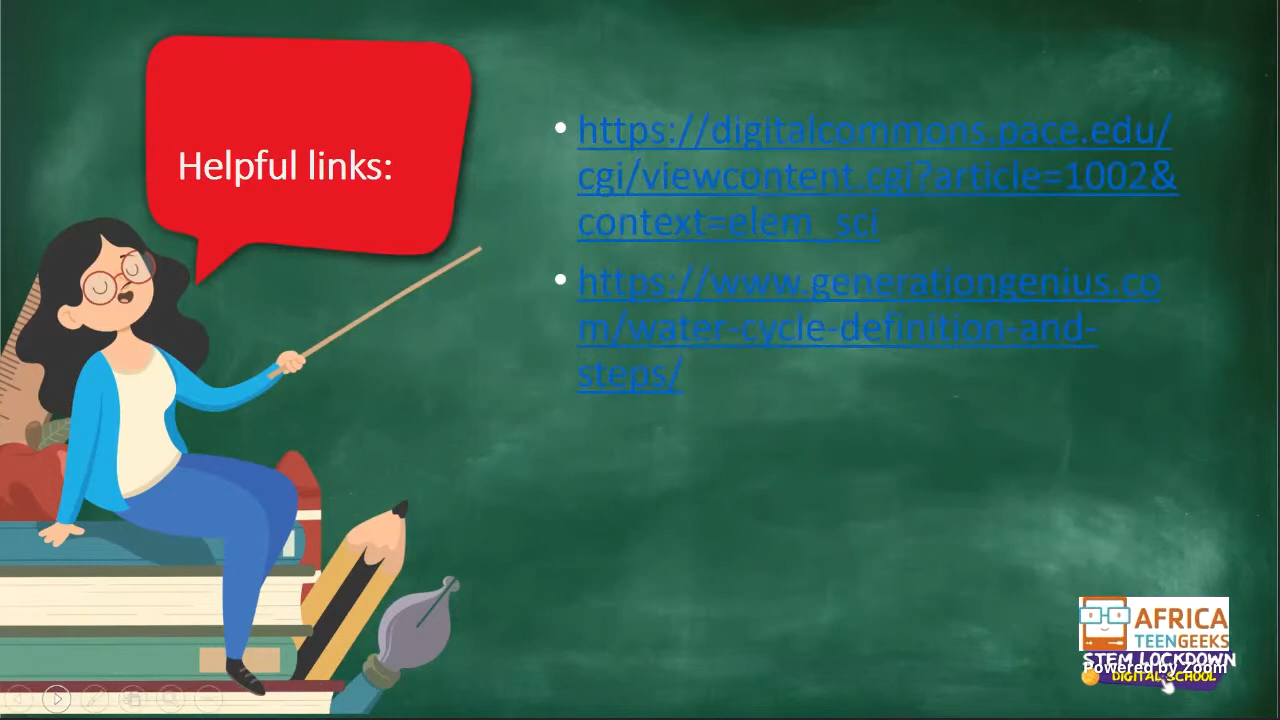 Helpful links:
https://digitalcommons.pace.edu/
cgi/viewcontent.cgi?article=1002&
context=elem_sci
https://www.generationgenius.co
m/water-cycle-definition-and-
steps/
AFRICA
TEENGEEKS
STEM LOCKDOWN
Powered by Zoom
DIGITAL SCHOOL